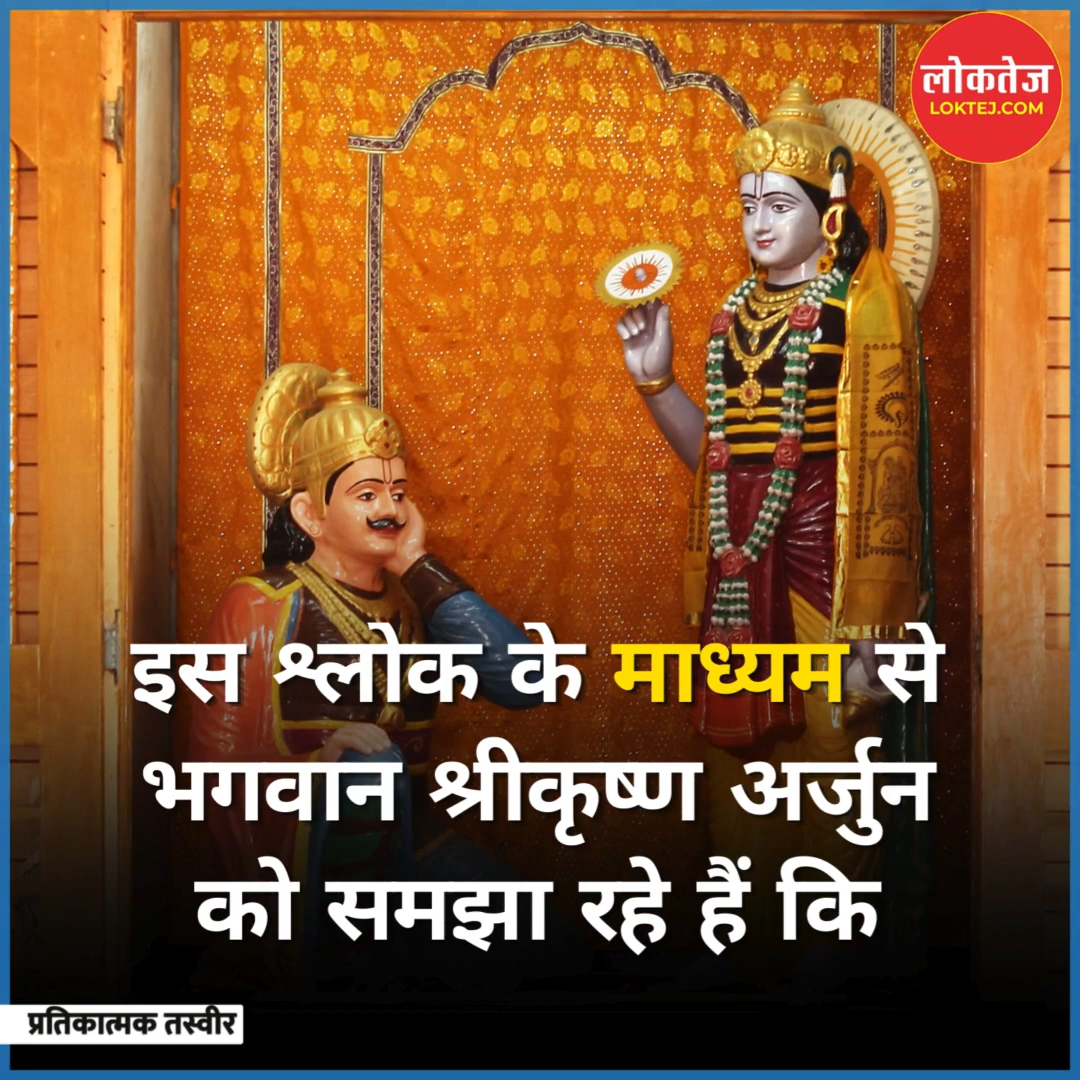 लोकतेज
LOKTEJ.COM
इस श्लोक के माध्यम से
भगवान श्रीकृष्ण अर्जुन
को समझा रहे हैं कि
प्रतिकात्मक तस्वीर